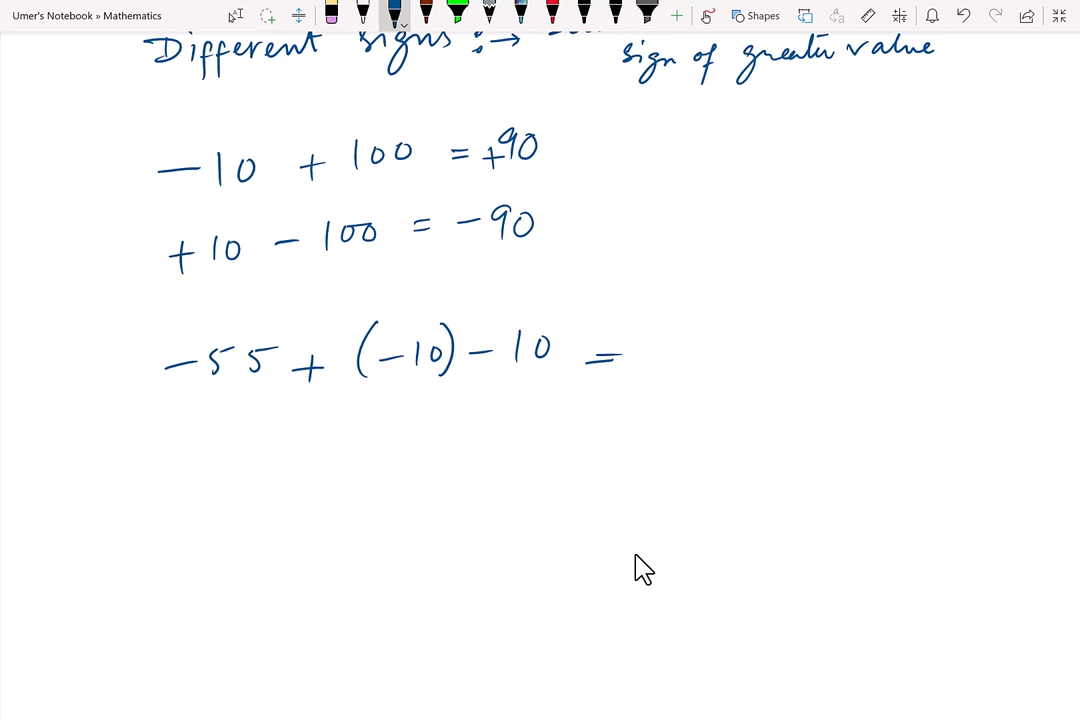 Umer's Notebook » Mathematics
Shapes
Different signs :→
sign of greater value
-10 + 100 = +90
+10 - 100 = -90
-55 + (-10) - 10 =